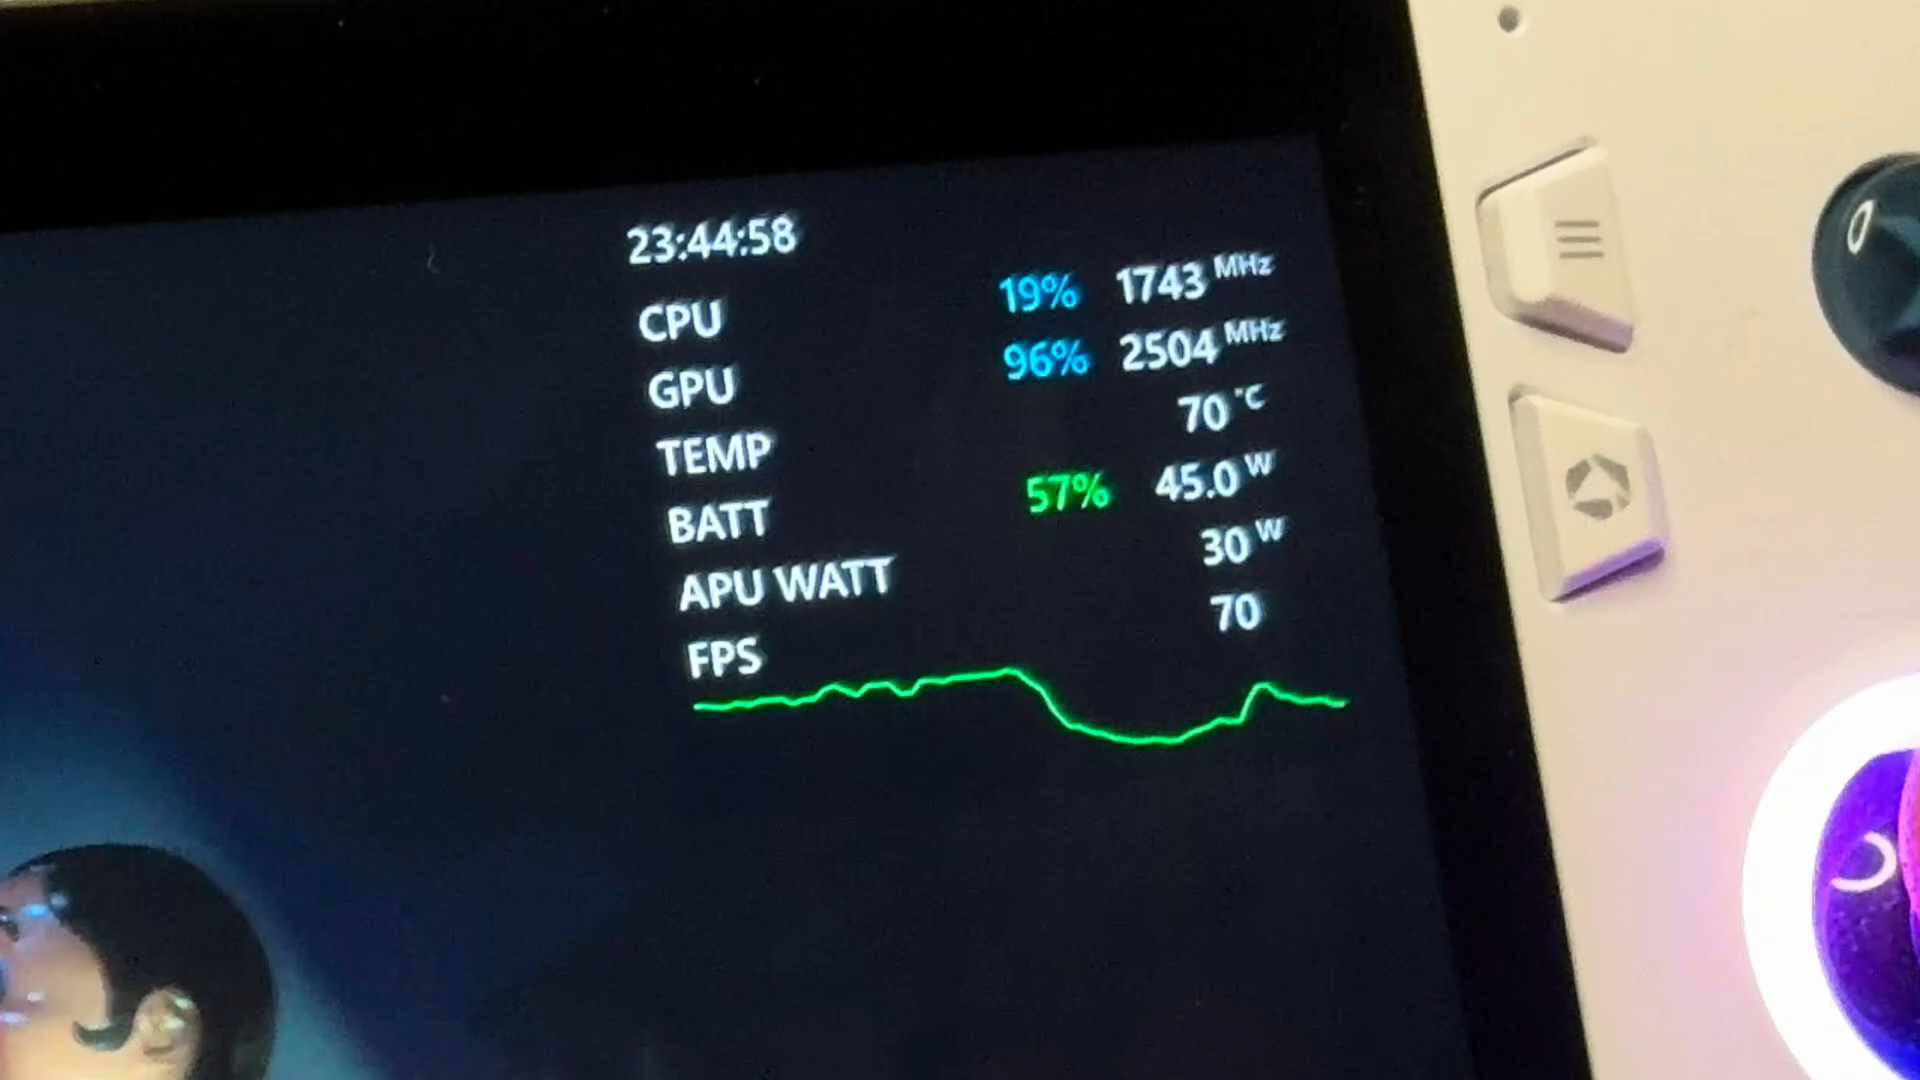 23:44:58
CPU 19% 1743 MHz
GPU 96% 2504 MHz
TEMP 70 °C
BATT 57% 45.0 W
APU WATT 30 W
FPS 70